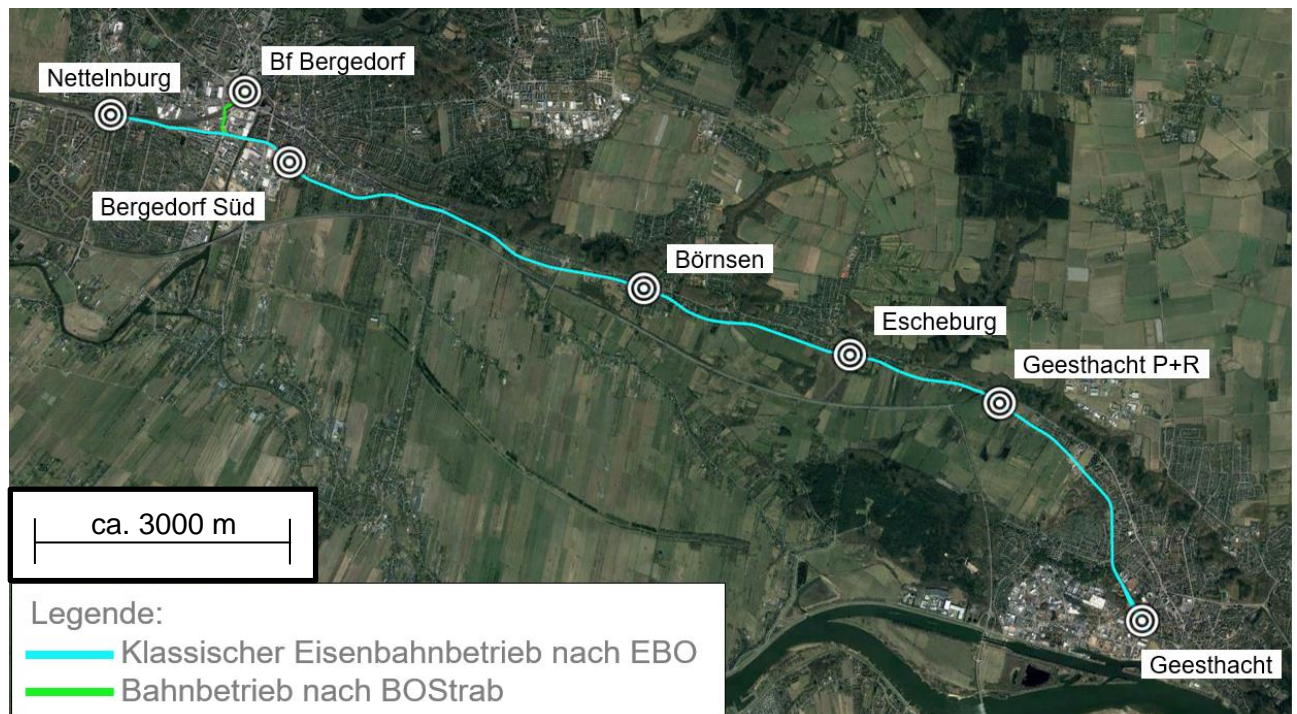 Nettelnburg
Bf Bergedorf
Bergedorf Süd
Börnsen
Escheburg
Geesthacht P+R
ca. 3000 m
Legende:
Klassischer Eisenbahnbetrieb nach EBO
Bahnbetrieb nach BOStrab
Geesthacht